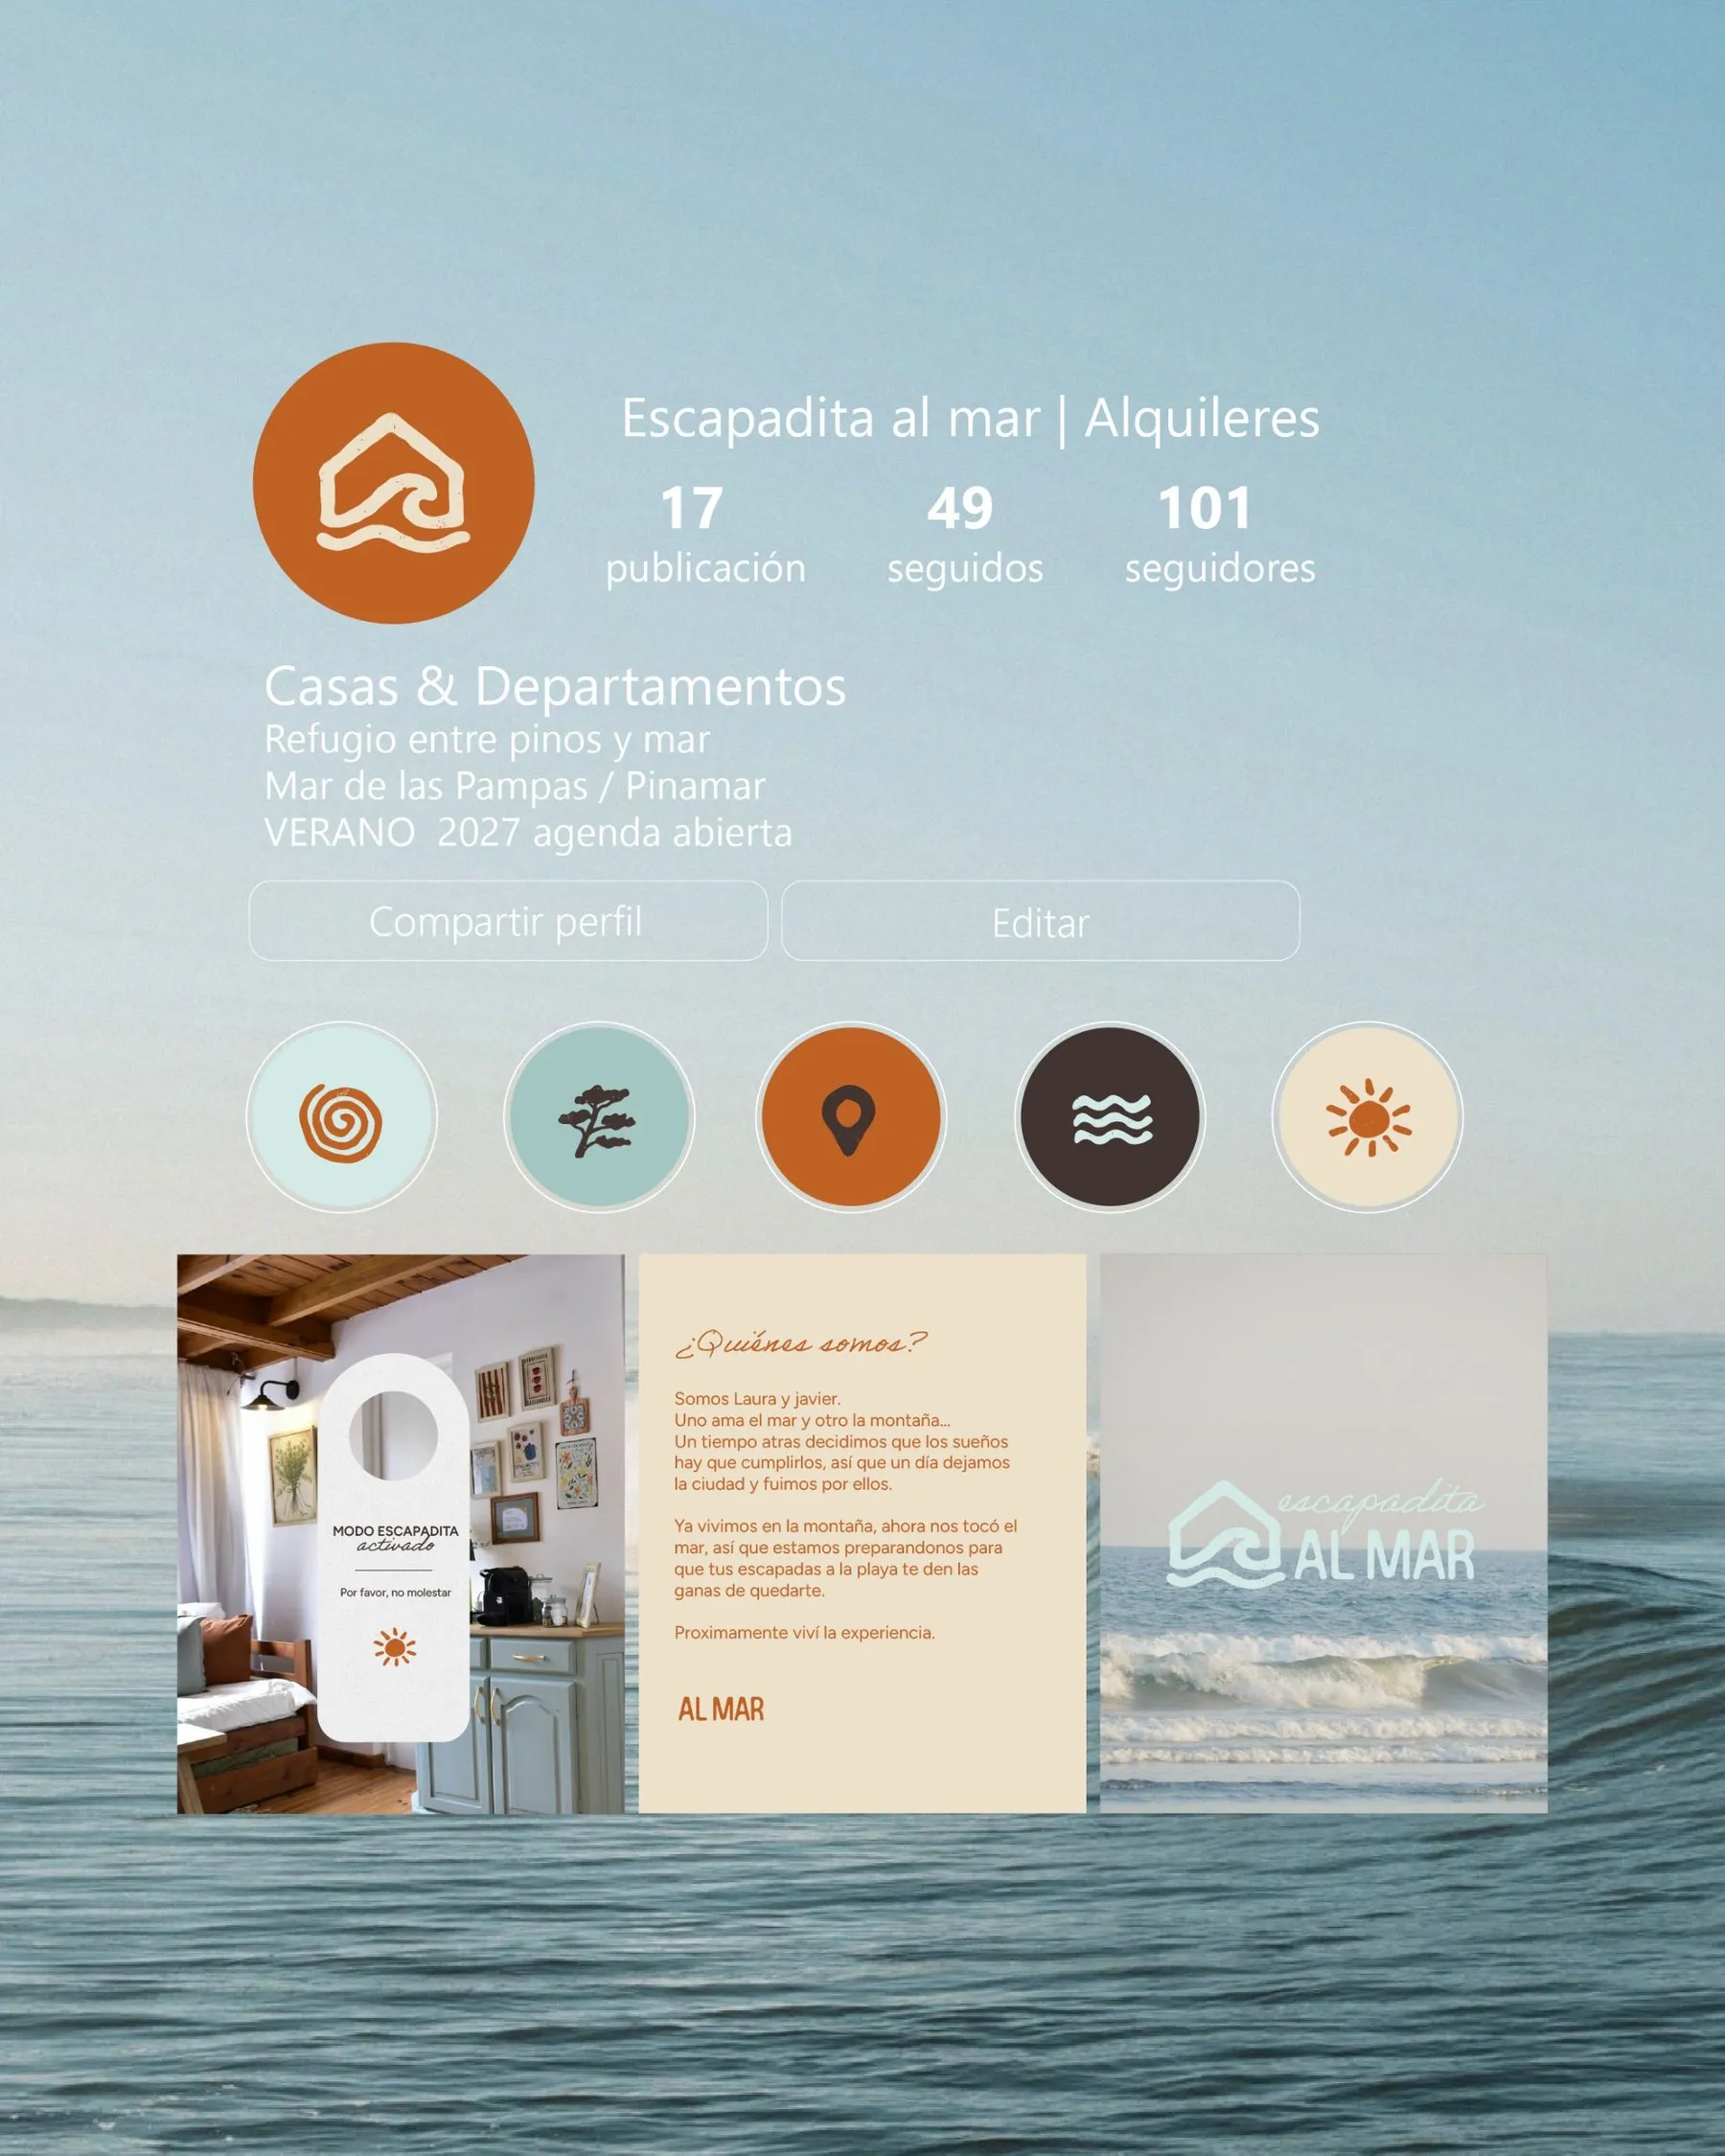 Escapadita al mar | Alquileres
17 49 101
publicación seguidos seguidores
Casas & Departamentos
Refugio entre pinos y mar
Mar de las Pampas / Pinamar
VERANO 2027 agenda abierta
Compartir perfil Editar
MODO ESCAPADITA
activado
Por favor, no molestar
¿Quiénes somos?
Somos Laura y javier.
Uno ama el mar y otro la montaña...
Un tiempo atras decidimos que los sueños
hay que cumplirlos, así que un día dejamos
la ciudad y fuimos por ellos.
Ya vivimos en la montaña, ahora nos tocó el
mar, así que estamos preparandonos para
que tus escapadas a la playa te den las
ganas de quedarte.
Proximamente viví la experiencia.
AL MAR
escapadita
AL MAR